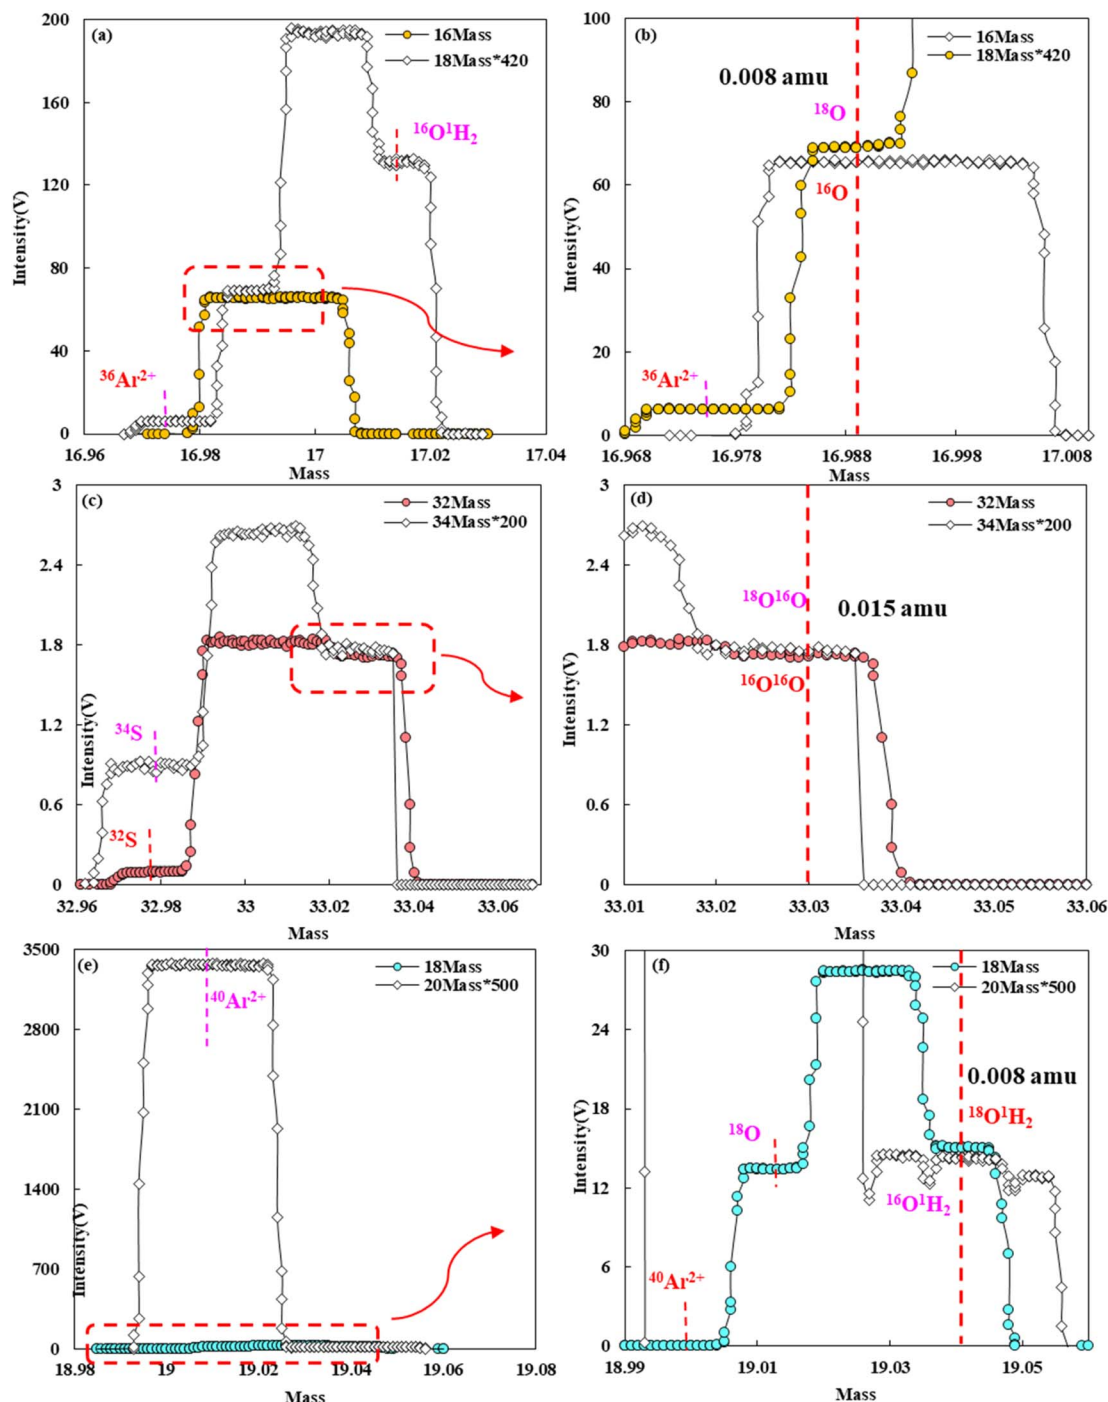 (a)
16Mass
18Mass*420
¹⁶O¹H₂
³⁶Ar²⁺
Intensity(V)
200
160
120
80
40
0
16.96
16.98
17
17.02
17.04
Mass
(b)
16Mass
18Mass*420
0.008 amu
¹⁸O
¹⁶O
³⁶Ar²⁺
Intensity(V)
100
80
60
40
20
0
16.968
16.978
16.988
16.998
17.008
Mass
(c)
32Mass
34Mass*200
³⁴S
³²S
Intensity(V)
3
2.4
1.8
1.2
0.6
0
32.96
32.98
33
33.02
33.04
33.06
Mass
(d)
32Mass
34Mass*200
¹⁸O¹⁶O
0.015 amu
¹⁶O¹⁶O
Intensity(V)
3
2.4
1.8
1.2
0.6
0
33.01
33.02
33.03
33.04
33.05
33.06
Mass
(e)
18Mass
20Mass*500
⁴⁰Ar²⁺
Intensity(V)
3500
2800
2100
1400
700
0
18.98
19
19.02
19.04
19.06
19.08
Mass
(f)
18Mass
20Mass*500
0.008 amu
¹⁸O¹H₂
¹⁸O
¹⁶O¹H₂
⁴⁰Ar²⁺
Intensity(V)
30
24
18
12
6
0
18.99
19.01
19.03
19.05
Mass